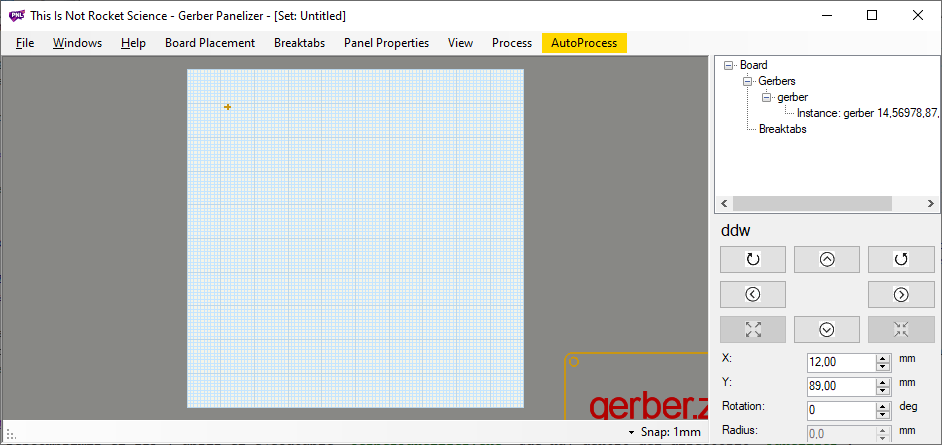 PNL
This Is Not Rocket Science - Gerber Panelizer - [Set: Untitled]
File Windows Help Board Placement Breaktabs Panel Properties View Process AutoProcess
Board
Gerbers
gerber
Instance: gerber 14,56978,87,
Breaktabs
ddw
X: 12,00 mm
Y: 89,00 mm
Rotation: 0 deg
Radius: 0,0 mm
gerber.z
Snap: 1mm